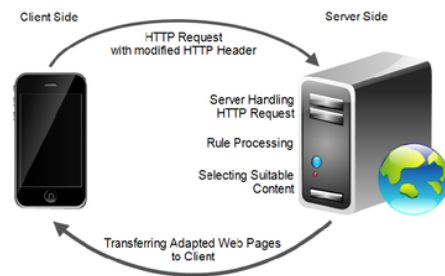 Client Side
Server Side
HTTP Request
with modified HTTP Header
Server Handling
HTTP Request
Rule Processing
Selecting Suitable
Content
Transferring Adapted Web Pages
to Client